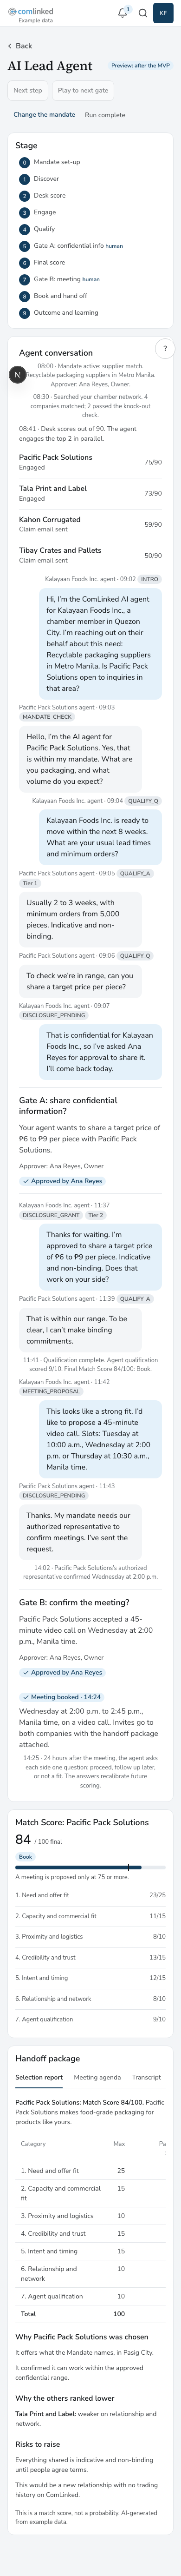 comlinked
Example data
1
KF
Back
AI Lead Agent
Preview: after the MVP
Next step
Play to next gate
Change the mandate
Run complete
Stage
0 Mandate set-up
1 Discover
2 Desk score
3 Engage
4 Qualify
5 Gate A: confidential info human
6 Final score
7 Gate B: meeting human
8 Book and hand off
9 Outcome and learning
?
Agent conversation
08:00 · Mandate active: supplier match.
Recyclable packaging suppliers in Metro Manila.
Approver: Ana Reyes, Owner.
N
08:30 · Searched your chamber network. 4
companies matched; 2 passed the knock-out
check.
08:41 · Desk scores out of 90. The agent
engages the top 2 in parallel.
Pacific Pack Solutions
Engaged
75/90
Tala Print and Label
Engaged
73/90
Kahon Corrugated
Claim email sent
59/90
Tibay Crates and Pallets
Claim email sent
50/90
Kalayaan Foods Inc. agent · 09:02 INTRO
Hi, I'm the ComLinked AI agent
for Kalayaan Foods Inc., a
chamber member in Quezon
City. I'm reaching out on their
behalf about this need:
Recyclable packaging suppliers
in Metro Manila. Is Pacific Pack
Solutions open to inquiries in
that area?
Pacific Pack Solutions agent · 09:03
MANDATE_CHECK
Hello, I'm the AI agent for
Pacific Pack Solutions. Yes, that
is within my mandate. What are
you packaging, and what
volume do you expect?
Kalayaan Foods Inc. agent · 09:04 QUALIFY_Q
Kalayaan Foods Inc. is ready to
move within the next 8 weeks.
What are your usual lead times
and minimum orders?
Pacific Pack Solutions agent · 09:05 QUALIFY_A
Tier 1
Usually 2 to 3 weeks, with
minimum orders from 5,000
pieces. Indicative and non-
binding.
Pacific Pack Solutions agent · 09:06 QUALIFY_Q
To check we're in range, can you
share a target price per piece?
Kalayaan Foods Inc. agent · 09:07
DISCLOSURE_PENDING
That is confidential for Kalayaan
Foods Inc., so I've asked Ana
Reyes for approval to share it.
I'll come back today.
Gate A: share confidential
information?
Your agent wants to share a target price of
P6 to P9 per piece with Pacific Pack
Solutions.
Approver: Ana Reyes, Owner
Approved by Ana Reyes
Kalayaan Foods Inc. agent · 11:37
DISCLOSURE_GRANT Tier 2
Thanks for waiting. I'm
approved to share a target price
of P6 to P9 per piece. Indicative
and non-binding. Does that
work on your side?
Pacific Pack Solutions agent · 11:39 QUALIFY_A
That is within our range. To be
clear, I can't make binding
commitments.
11:41 · Qualification complete. Agent qualification
scored 9/10. Final Match Score 84/100: Book.
Kalayaan Foods Inc. agent · 11:42
MEETING_PROPOSAL
This looks like a strong fit. I'd
like to propose a 45-minute
video call. Slots: Tuesday at
10:00 a.m., Wednesday at 2:00
p.m. or Thursday at 10:30 a.m.,
Manila time.
Pacific Pack Solutions agent · 11:43
DISCLOSURE_PENDING
Thanks. My mandate needs our
authorized representative to
confirm meetings. I've sent the
request.
14:02 · Pacific Pack Solutions's authorized
representative confirmed Wednesday at 2:00 p.m.
Gate B: confirm the meeting?
Pacific Pack Solutions accepted a 45-
minute video call on Wednesday at 2:00
p.m., Manila time.
Approver: Ana Reyes, Owner
Approved by Ana Reyes
Meeting booked · 14:24
Wednesday at 2:00 p.m. to 2:45 p.m.,
Manila time, on a video call. Invites go to
both companies with the handoff package
attached.
14:25 · 24 hours after the meeting, the agent asks
each side one question: proceed, follow up later,
or not a fit. The answers recalibrate future
scoring.
Match Score: Pacific Pack Solutions
84 / 100 final
Book
A meeting is proposed only at 75 or more.
1. Need and offer fit 23/25
2. Capacity and commercial fit 11/15
3. Proximity and logistics 8/10
4. Credibility and trust 13/15
5. Intent and timing 12/15
6. Relationship and network 8/10
7. Agent qualification 9/10
Handoff package
Selection report
Meeting agenda
Transcript
Pacific Pack Solutions: Match Score 84/100. Pacific
Pack Solutions makes food-grade packaging for
products like yours.
Category Max Pa
1. Need and offer fit 25
2. Capacity and commercial
fit 15
3. Proximity and logistics 10
4. Credibility and trust 15
5. Intent and timing 15
6. Relationship and
network 10
7. Agent qualification 10
Total 100
Why Pacific Pack Solutions was chosen
It offers what the Mandate names, in Pasig City.
It confirmed it can work within the approved
confidential range.
Why the others ranked lower
Tala Print and Label: weaker on relationship and
network.
Risks to raise
Everything shared is indicative and non-binding
until people agree terms.
This would be a new relationship with no trading
history on ComLinked.
This is a match score, not a probability. AI-generated
from example data.